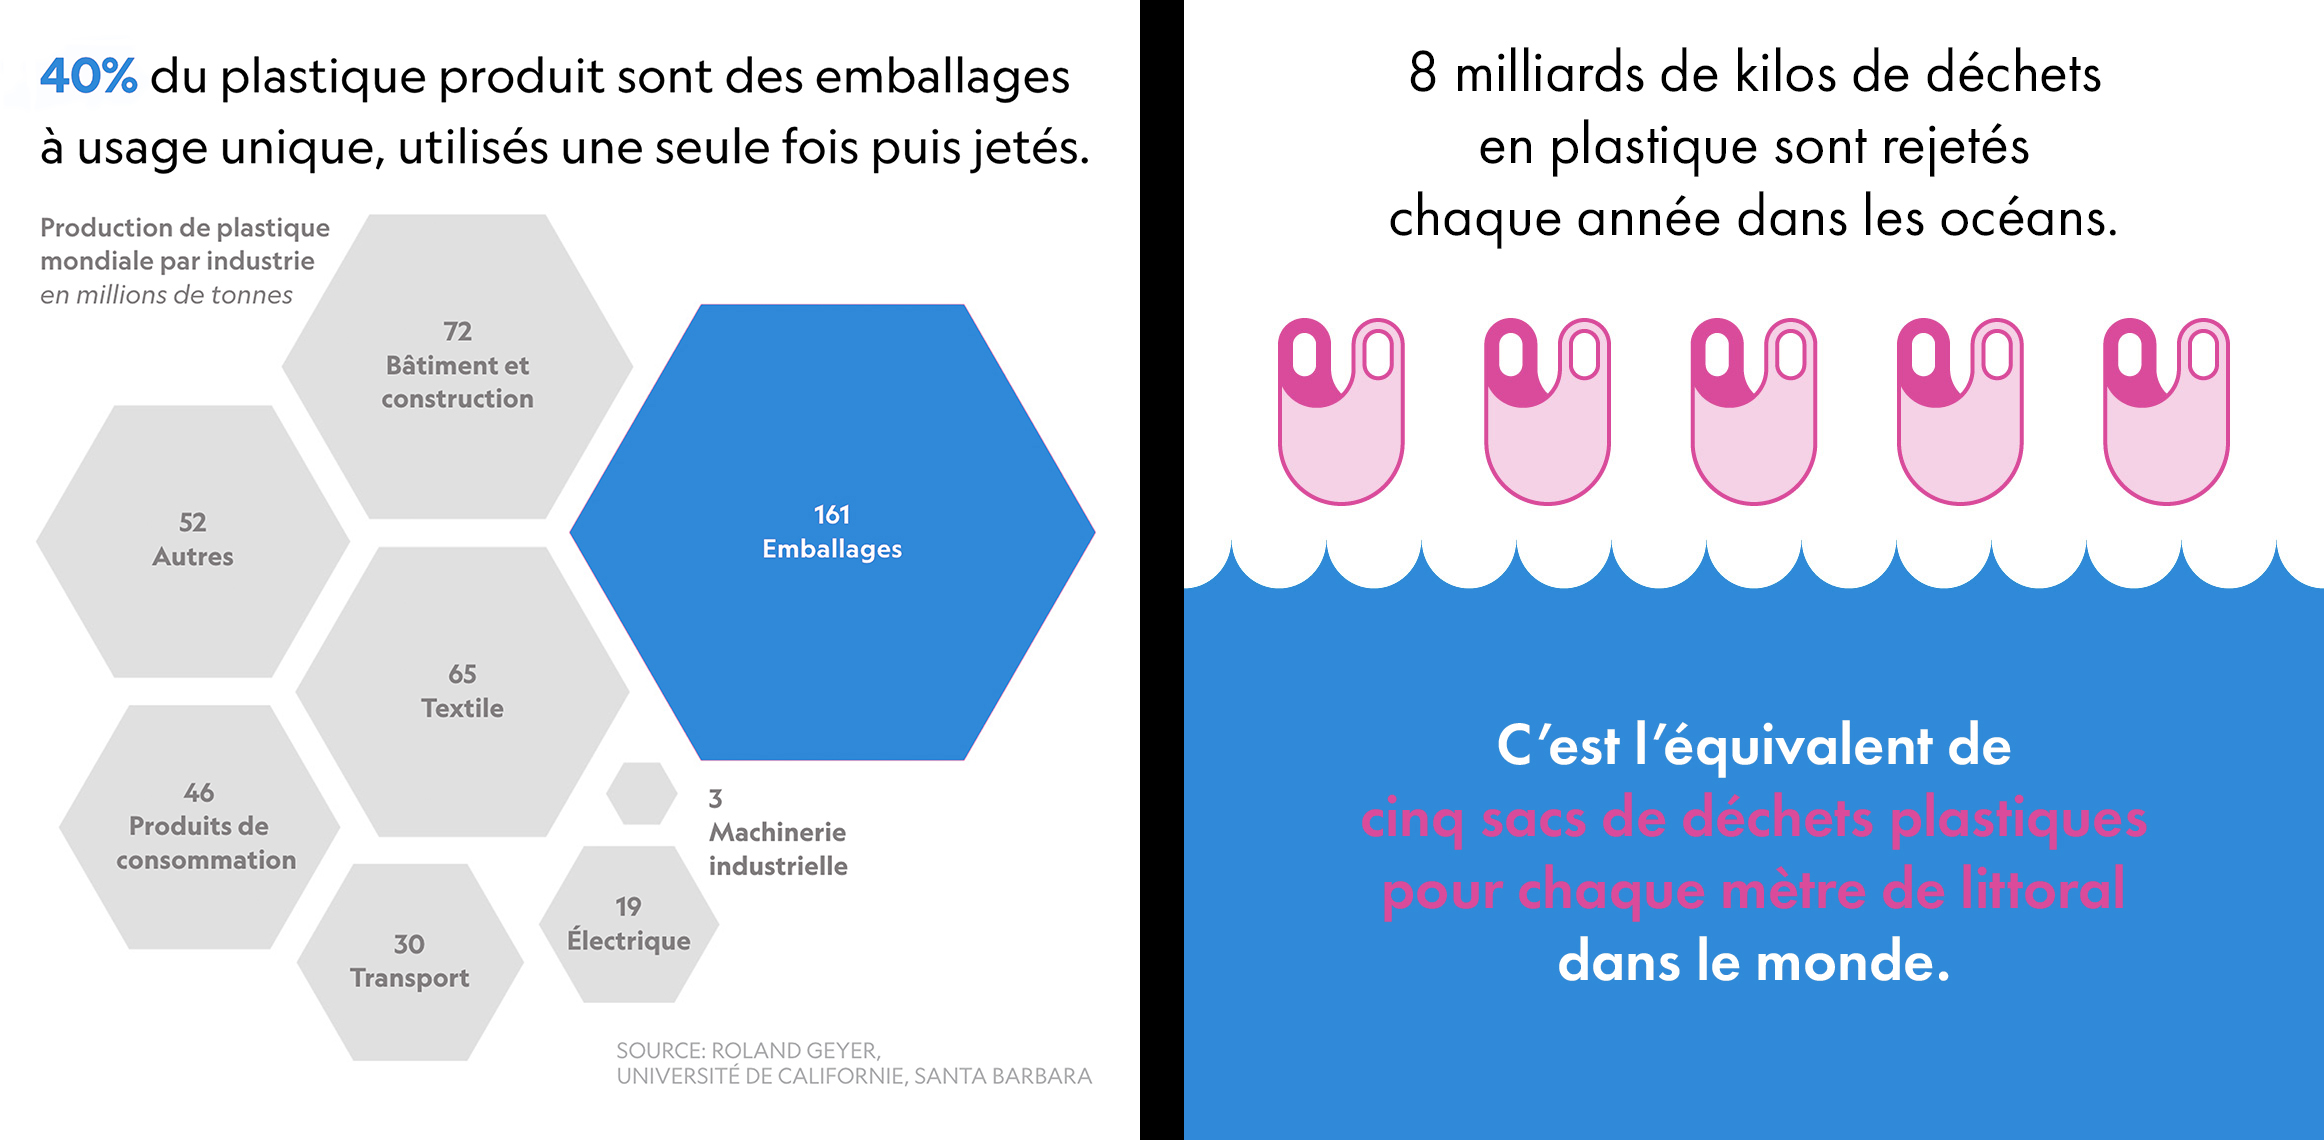 40% du plastique produit sont des emballages
à usage unique, utilisés une seule fois puis jetés.
Production de plastique
mondiale par industrie
en millions de tonnes
72
Bâtiment et
construction
161
Emballages
52
Autres
65
Textile
46
Produits de
consommation
3
Machinerie
industrielle
19
Électrique
30
Transport
SOURCE: ROLAND GEYER,
UNIVERSITÉ DE CALIFORNIE, SANTA BARBARA
8 milliards de kilos de déchets
en plastique sont rejetés
chaque année dans les océans.
C’est l’équivalent de
cinq sacs de déchets plastiques
pour chaque mètre de littoral
dans le monde.